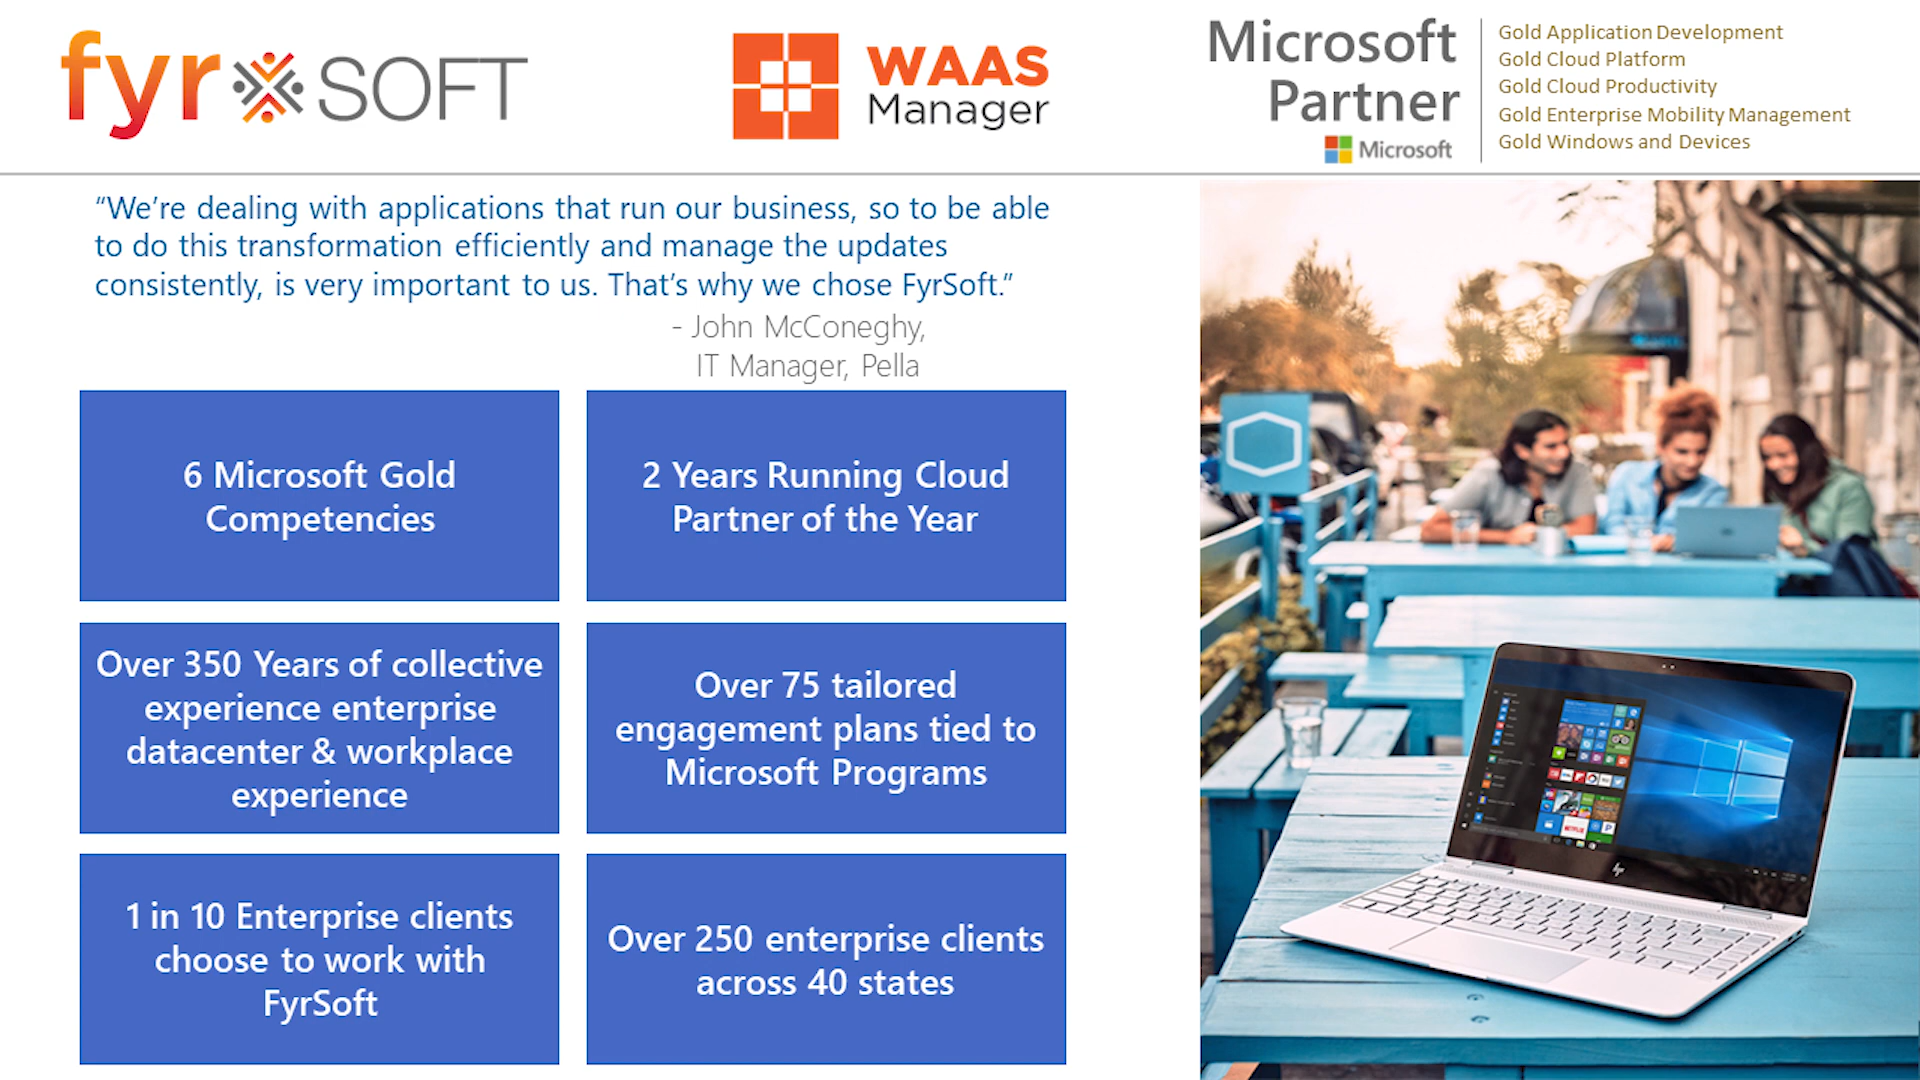 fyrSOFT
WAAS
Manager
Microsoft
Partner
Microsoft
Gold Application Development
Gold Cloud Platform
Gold Cloud Productivity
Gold Enterprise Mobility Management
Gold Windows and Devices
“We’re dealing with applications that run our business, so to be able
to do this transformation efficiently and manage the updates
consistently, is very important to us. That’s why we chose FyrSoft.”
- John McConeghy,
IT Manager, Pella
6 Microsoft Gold
Competencies
2 Years Running Cloud
Partner of the Year
Over 350 Years of collective
experience enterprise
datacenter & workplace
experience
Over 75 tailored
engagement plans tied to
Microsoft Programs
1 in 10 Enterprise clients
choose to work with
FyrSoft
Over 250 enterprise clients
across 40 states
NETFLIX
hp